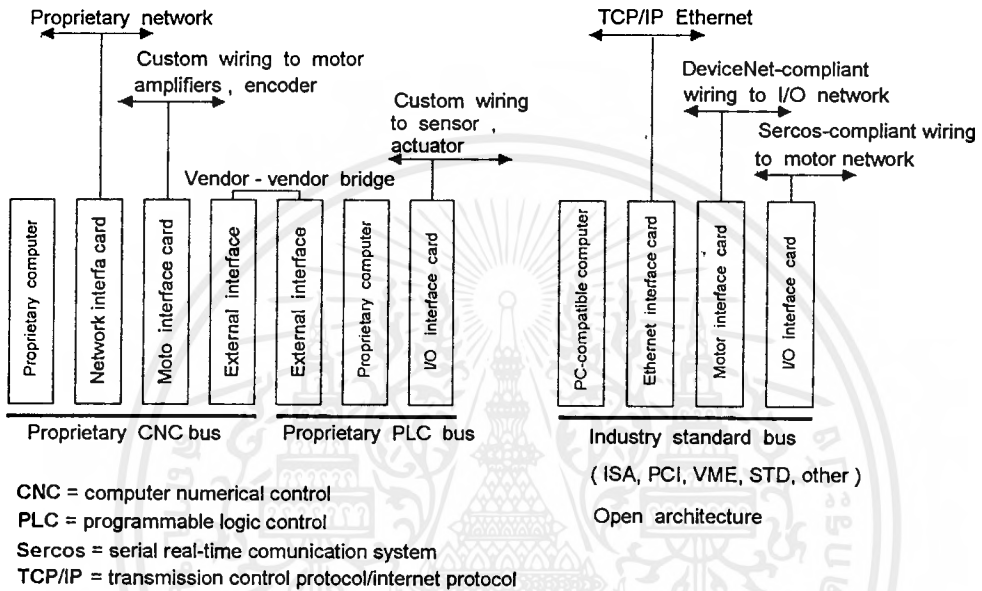 Proprietary network
Custom wiring to motor
amplifiers , encoder
Custom wiring
to sensor ,
actuator
Vendor - vendor bridge
Proprietary computer
Network interfa card
Moto interface card
External interface
External interface
Proprietary computer
I/O interface card
Proprietary CNC bus
Proprietary PLC bus
TCP/IP Ethernet
DeviceNet-compliant
wiring to I/O network
Sercos-compliant wiring
to motor network
PC-compatible computer
Ethernet interface card
Motor interface card
I/O interface card
Industry standard bus
( ISA, PCI, VME, STD, other )
Open architecture
CNC = computer numerical control
PLC = programmable logic control
Sercos = serial real-time comunication system
TCP/IP = transmission control protocol/internet protocol